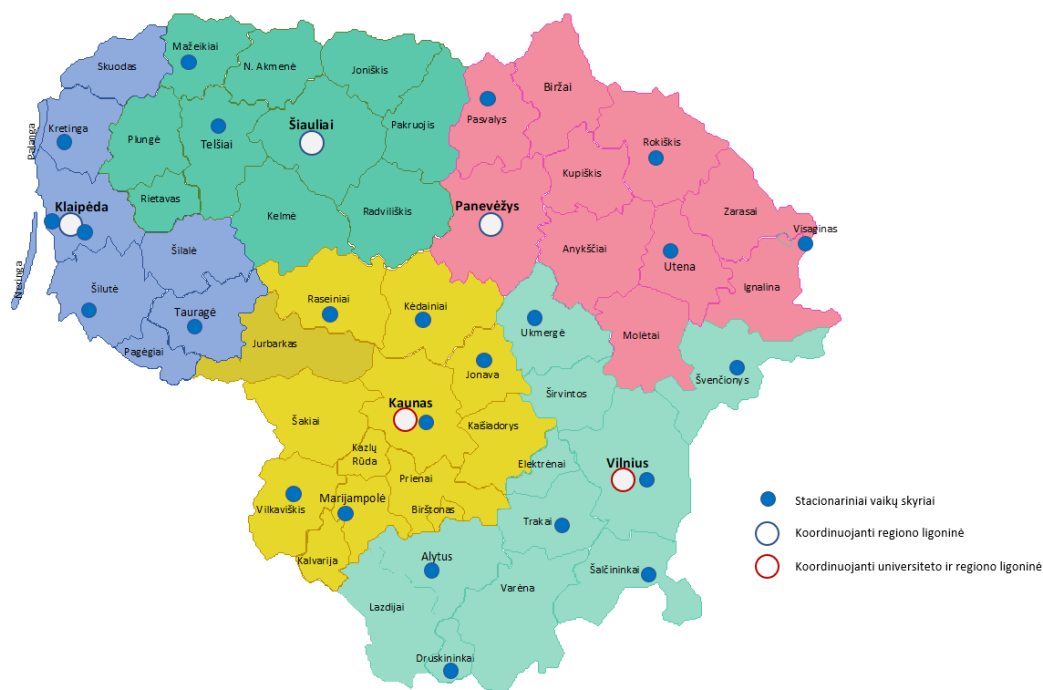 Mažeikiai
Skuodas
N. Akmenė
Joniškis
Biržai
Pasvalys
Kretinga
Palanga
Plungė
Telšiai
Šiauliai
Pakruojis
Rokiškis
Kupiškis
Rietavas
Klaipėda
Kelmė
Radviliškis
Panevėžys
Zarasai
Visaginas
Anykščiai
Utena
Šilalė
Neringa
Šilutė
Tauragė
Raseiniai
Kėdainiai
Ignalina
Ukmergė
Molėtai
Pagėgiai
Jurbarkas
Jonava
Švenčionys
Širvintos
Kaunas
Šakiai
Kaišiadorys
Kazlų
Rūda
Elektrėnai
Vilnius
Prienai
Marijampolė
Vilkaviškis
Birštonas
Trakai
Kalvarija
Alytus
Šalčininkai
Varėna
Lazdijai
Druskininkai
Stacionariniai vaikų skyriai
Koordinuojanti regiono ligoninė
Koordinuojanti universiteto ir regiono ligoninė